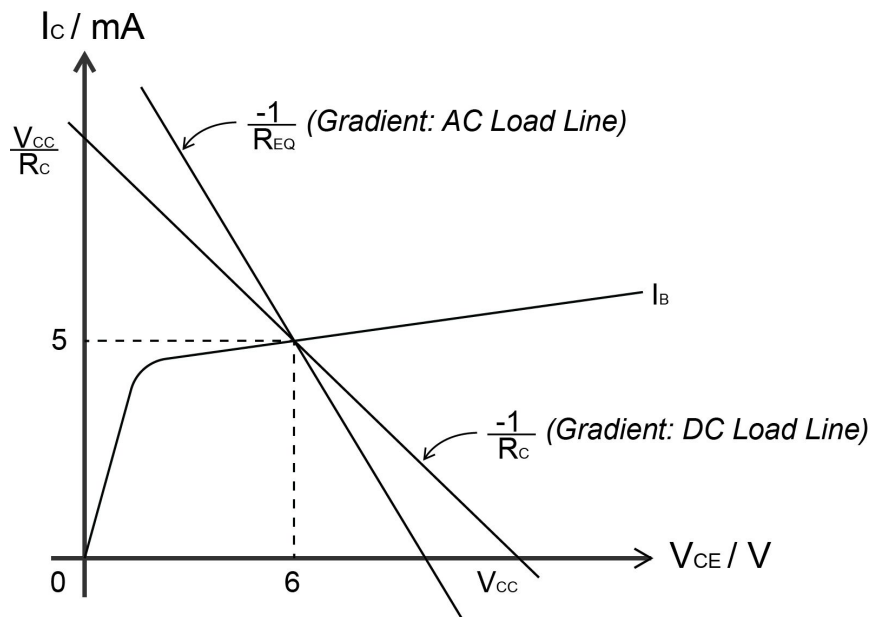 IC / mA
-1
REQ (Gradient: AC Load Line)
VCC
RC
IB
5
-1
RC (Gradient: DC Load Line)
0
6
VCC
VCE / V